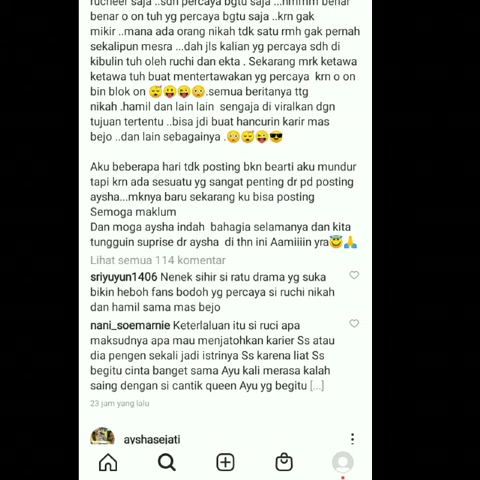 rucheer saja ..sdh percaya bgtu saja ...hmmm benar
benar o on tuh yg percaya bgtu saja ..krn gak
mikir ..mana ada orang nikah tdk satu rmh gak pernah
sekalipun mesra ...dah jls kalian yg percaya sdh di
kibulin tuh oleh ruchi dan ekta . Sekarang mrk ketawa
ketawa tuh buat mentertawakan yg percaya krn o on
bin blok on 😴😛😛😳.semua beritanya ttg
nikah .hamil dan lain lain sengaja di viralkan dgn
tujuan tertentu ..bisa jdi buat hancurin karir mas
bejo ..dan lain sebagainya .😳😴😜😎
Aku beberapa hari tdk posting bkn bearti aku mundur
tapi krn ada sesuatu yg sangat penting dr pd posting
aysha...mknya baru sekarang ku bisa posting
Semoga maklum
Dan moga aysha indah bahagia selamanya dan kita
tungguin suprise dr aysha di thn ini Aamiiiin yra😇🙏
Lihat semua 114 komentar
sriyuyun1406 Nenek sihir si ratu drama yg suka
bikin heboh fans bodoh yg percaya si ruchi nikah
dan hamil sama mas bejo
nani_soemarnie Keterlaluan itu si ruci apa
maksudnya apa mau menjatohkan karier Ss atau
dia pengen sekali jadi istrinya Ss karena liat Ss
begitu cinta banget sama Ayu kali merasa kalah
saing dengan si cantik queen Ayu yg begitu [...]
23 jam yang lalu
ayshasejati